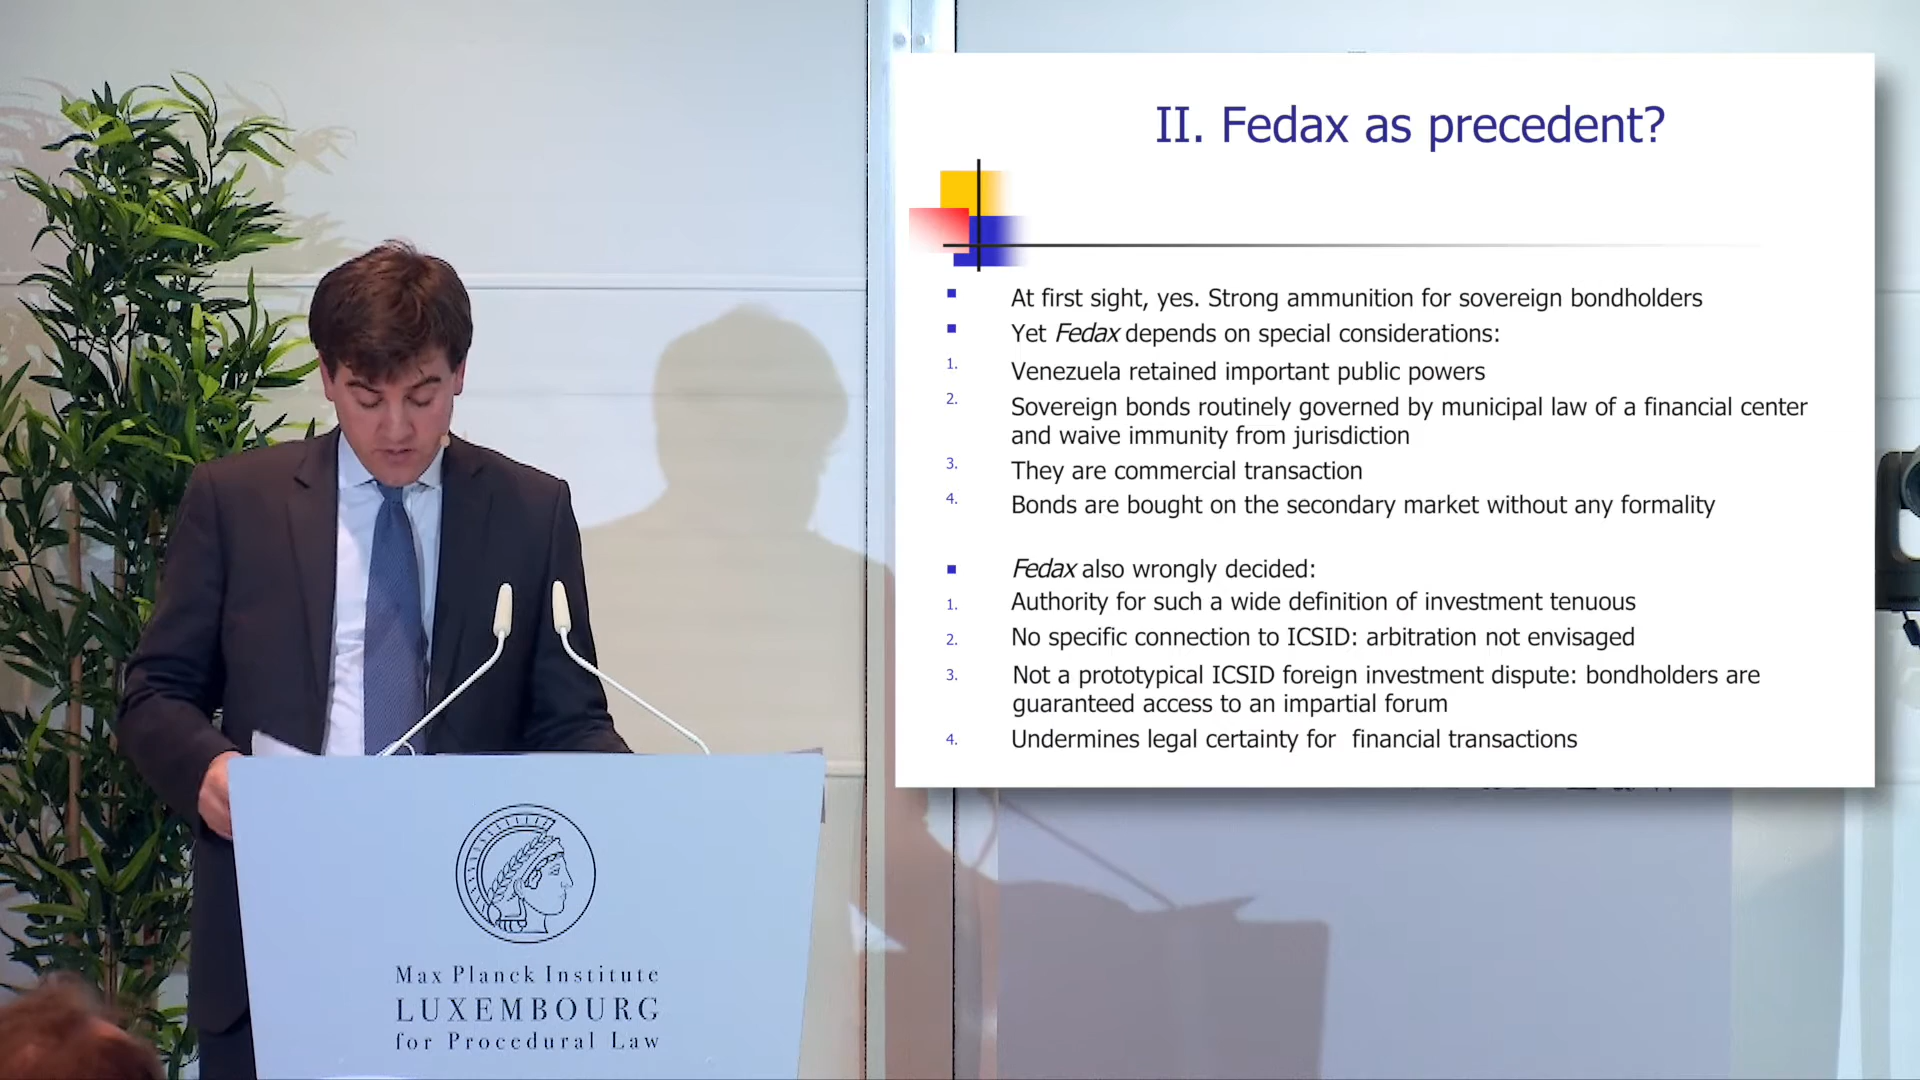 II. Fedax as precedent?
At first sight, yes. Strong ammunition for sovereign bondholders
Yet Fedax depends on special considerations:
1. Venezuela retained important public powers
2. Sovereign bonds routinely governed by municipal law of a financial center
and waive immunity from jurisdiction
3. They are commercial transaction
4. Bonds are bought on the secondary market without any formality
Fedax also wrongly decided:
1. Authority for such a wide definition of investment tenuous
2. No specific connection to ICSID: arbitration not envisaged
3. Not a prototypical ICSID foreign investment dispute: bondholders are
guaranteed access to an impartial forum
4. Undermines legal certainty for financial transactions
Max Planck Institute
LUXEMBOURG
for Procedural Law